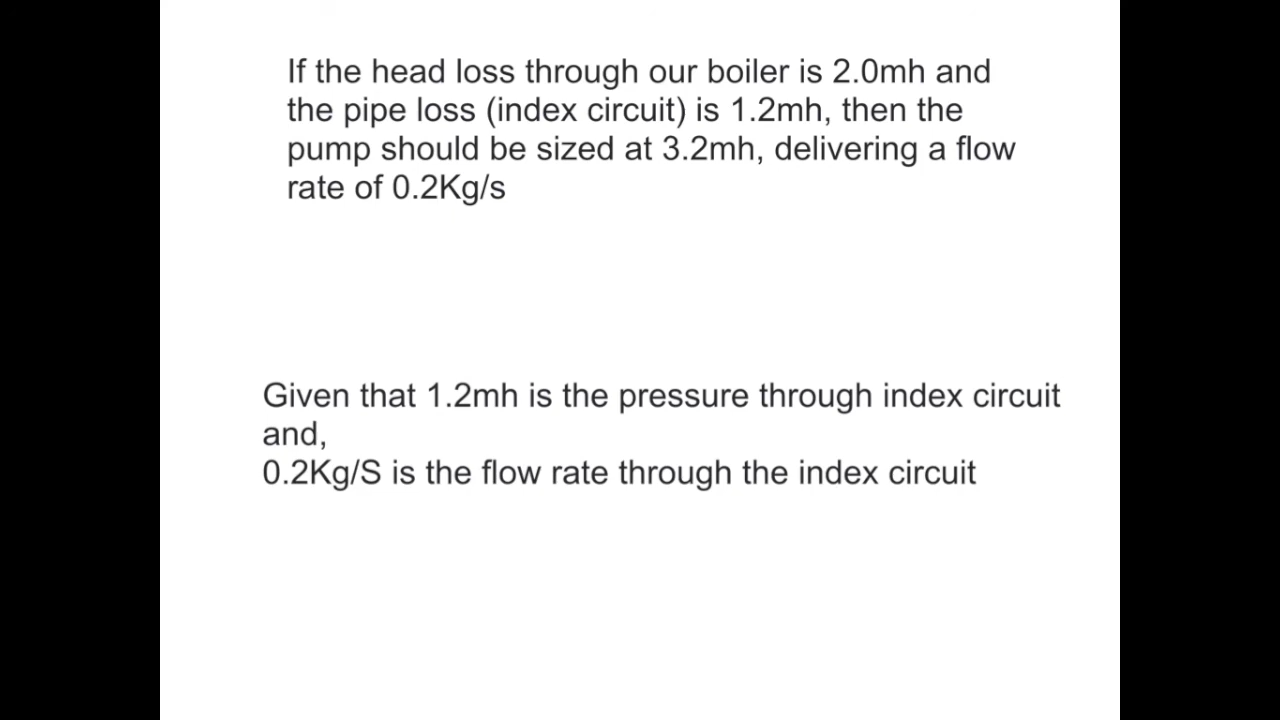 If the head loss through our boiler is 2.0mh and
the pipe loss (index circuit) is 1.2mh, then the
pump should be sized at 3.2mh, delivering a flow
rate of 0.2Kg/s
Given that 1.2mh is the pressure through index circuit
and,
0.2Kg/S is the flow rate through the index circuit